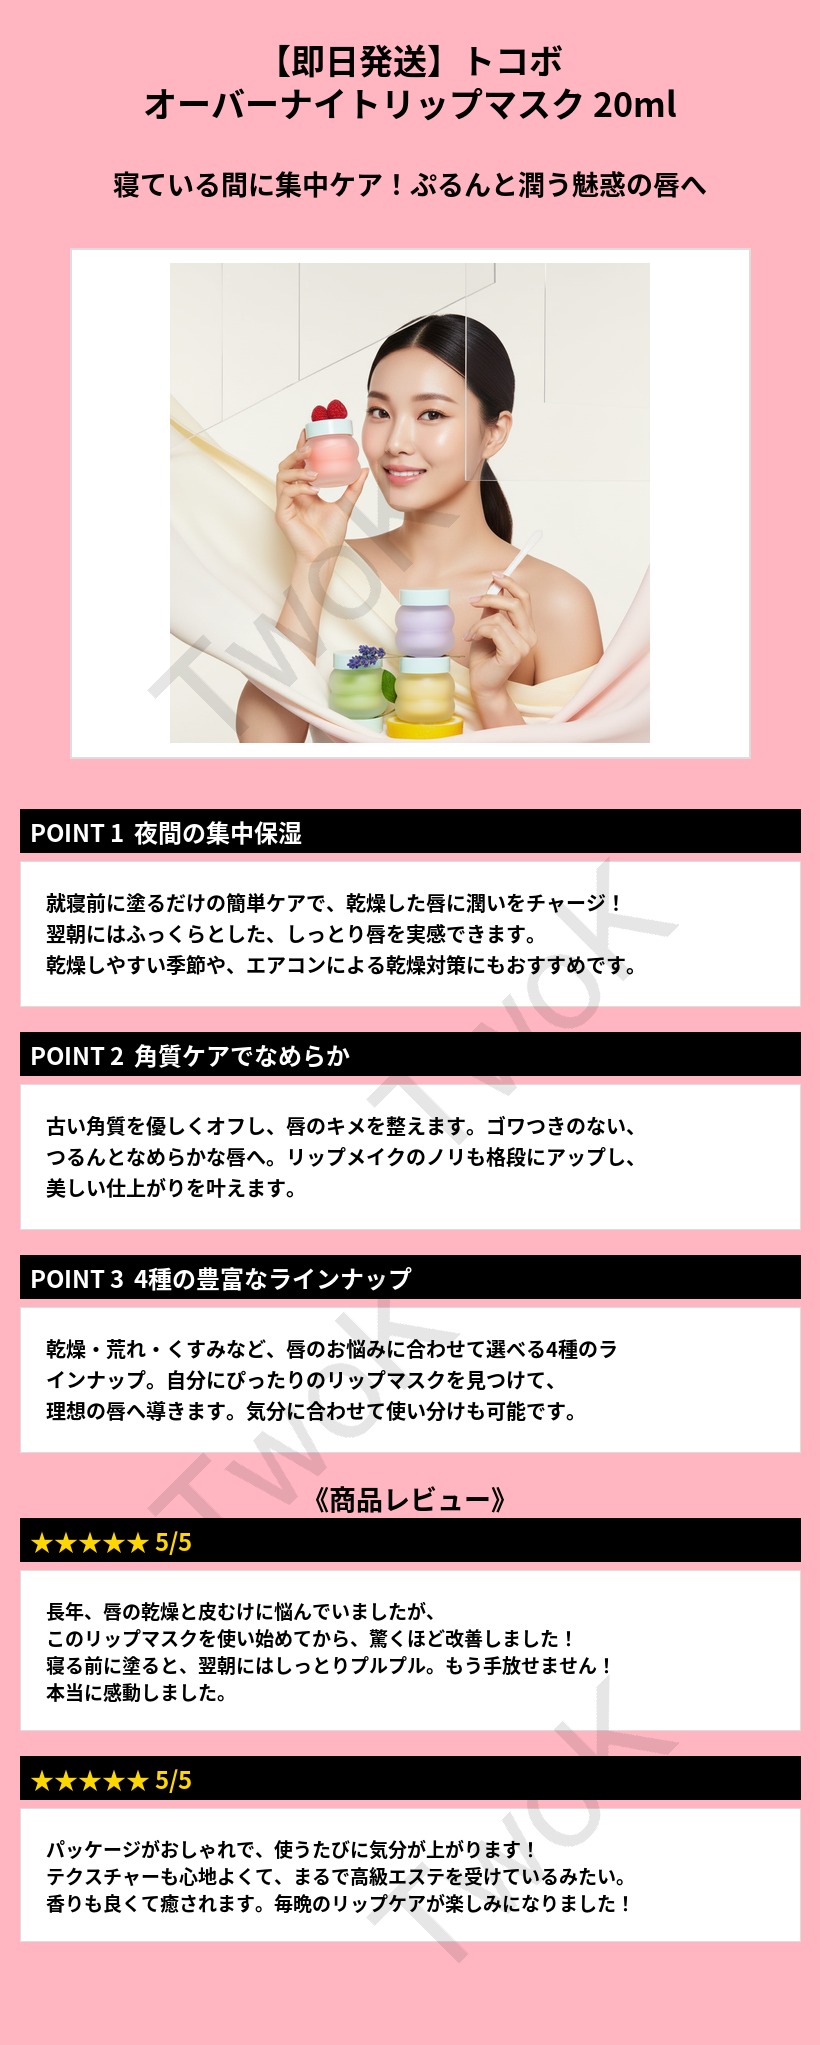 【即日発送】トコボ
オーバーナイトリップマスク 20ml
寝ている間に集中ケア！ぷるんと潤う魅惑の唇へ
TwoK
POINT 1 夜間の集中保湿
就寝前に塗るだけの簡単ケアで、乾燥した唇に潤いをチャージ！
翌朝にはふっくらとした、しっとり唇を実感できます。
乾燥しやすい季節や、エアコンによる乾燥対策にもおすすめです。
TwoK
POINT 2 角質ケアでなめらか
古い角質を優しくオフし、唇のキメを整えます。ゴワつきのない、
つるんとなめらかな唇へ。リップメイクのノリも格段にアップし、
美しい仕上がりを叶えます。
POINT 3 4種の豊富なラインナップ
乾燥・荒れ・くすみなど、唇のお悩みに合わせて選べる4種のラ
インナップ。自分にぴったりのリップマスクを見つけて、
理想の唇へ導きます。気分に合わせて使い分けも可能です。
TwoK
《商品レビュー》
★★★★★ 5/5
長年、唇の乾燥と皮むけに悩んでいましたが、
このリップマスクを使い始めてから、驚くほど改善しました！
寝る前に塗ると、翌朝にはしっとりプルプル。もう手放せません！
本当に感動しました。
★★★★★ 5/5
パッケージがおしゃれで、使うたびに気分が上がります！
テクスチャーも心地よくて、まるで高級エステを受けているみたい。
香りも良くて癒されます。毎晩のリップケアが楽しみになりました！
TwoK